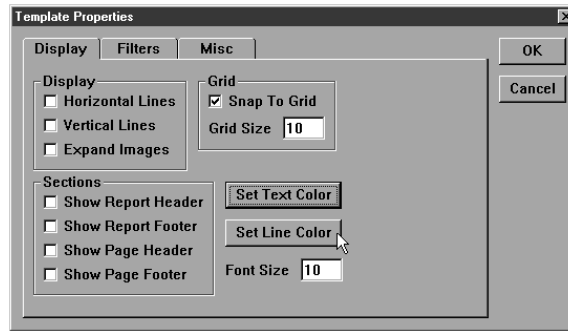 Template Properties
Display Filters Misc
OK
Cancel
Display
Horizontal Lines
Vertical Lines
Expand Images
Grid
Snap To Grid
Grid Size 10
Sections
Show Report Header
Show Report Footer
Show Page Header
Show Page Footer
Set Text Color
Set Line Color
Font Size 10